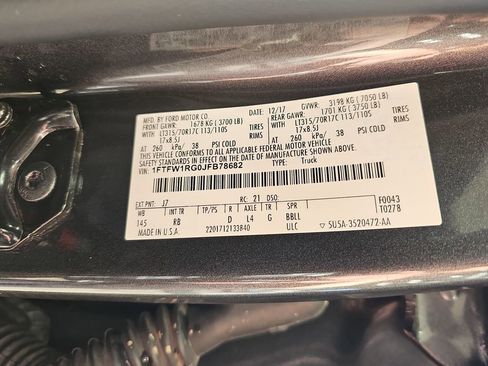 MFD. BY FORD MOTOR CO.
DATE: 12/17 GVWR: 3198 KG ( 7050 LB)
FRONT GAWR: 1678 KG ( 3700 LB) REAR GAWR: 1701 KG ( 3750 LB)
WITH LT315/70R17C 113/110S TIRES WITH LT315/70R17C 113/110S TIRES
17x8.5J RIMS 17x8.5J RIMS
AT 260 kPa/ 38 PSI COLD AT 260 kPa/ 38 PSI COLD
THIS VEHICLE CONFORMS TO ALL APPLICABLE FEDERAL MOTOR VEHICLE
SAFETY STANDARDS IN EFFECT ON THE DATE OF MANUFACTURE SHOWN ABOVE.
VIN: 1FTFW1RG0JFB78682 TYPE: Truck
EXT PNT: J7 RC: 21 DSO: F0043
WB INT TR TP/PS R AXLE TR SPR T0278
145 RB D L4 G BBLL
MADE IN U.S.A. 2201712133840 ULC ▽ SU5A-3520472-AA